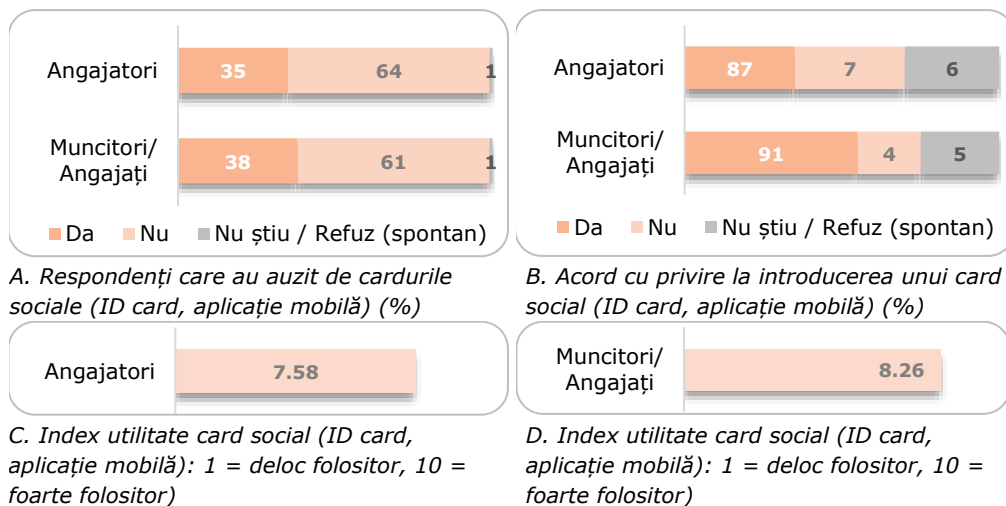 Angajatori
35 64 1
Muncitori/
Angajați
38 61 1
Da Nu Nu știu / Refuz (spontan)
A. Respondenți care au auzit de cardurile
sociale (ID card, aplicație mobilă) (%)
Angajatori
87 7 6
Muncitori/
Angajați
91 4 5
Da Nu Nu știu / Refuz (spontan)
B. Acord cu privire la introducerea unui card
social (ID card, aplicație mobilă) (%)
Angajatori
7.58
C. Index utilitate card social (ID card,
aplicație mobilă): 1 = deloc folositor, 10 =
foarte folositor)
Muncitori/
Angajați
8.26
D. Index utilitate card social (ID card,
aplicație mobilă): 1 = deloc folositor, 10 =
foarte folositor)